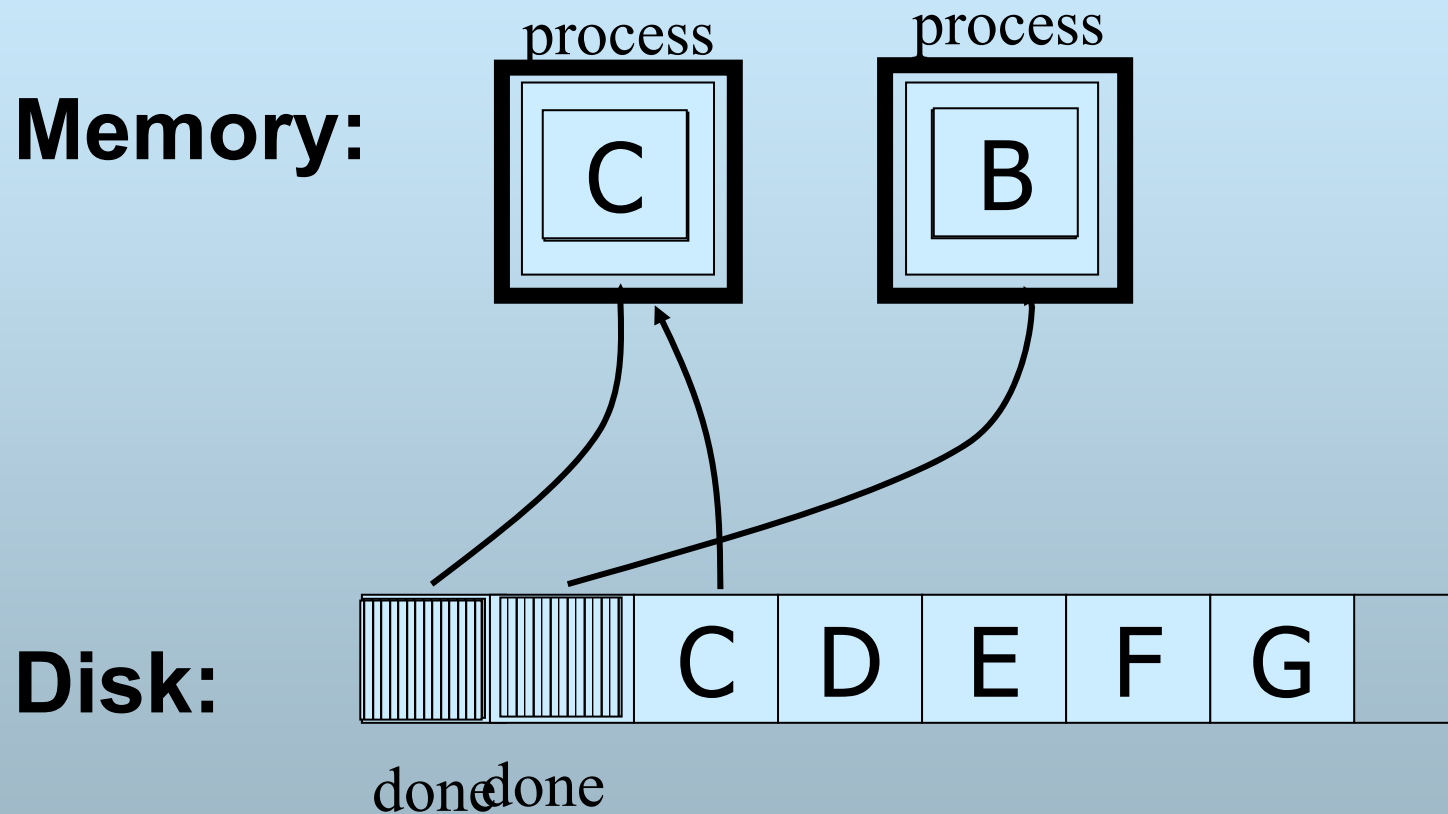 process process
Memory:
C B
Disk: C D E F G
done done